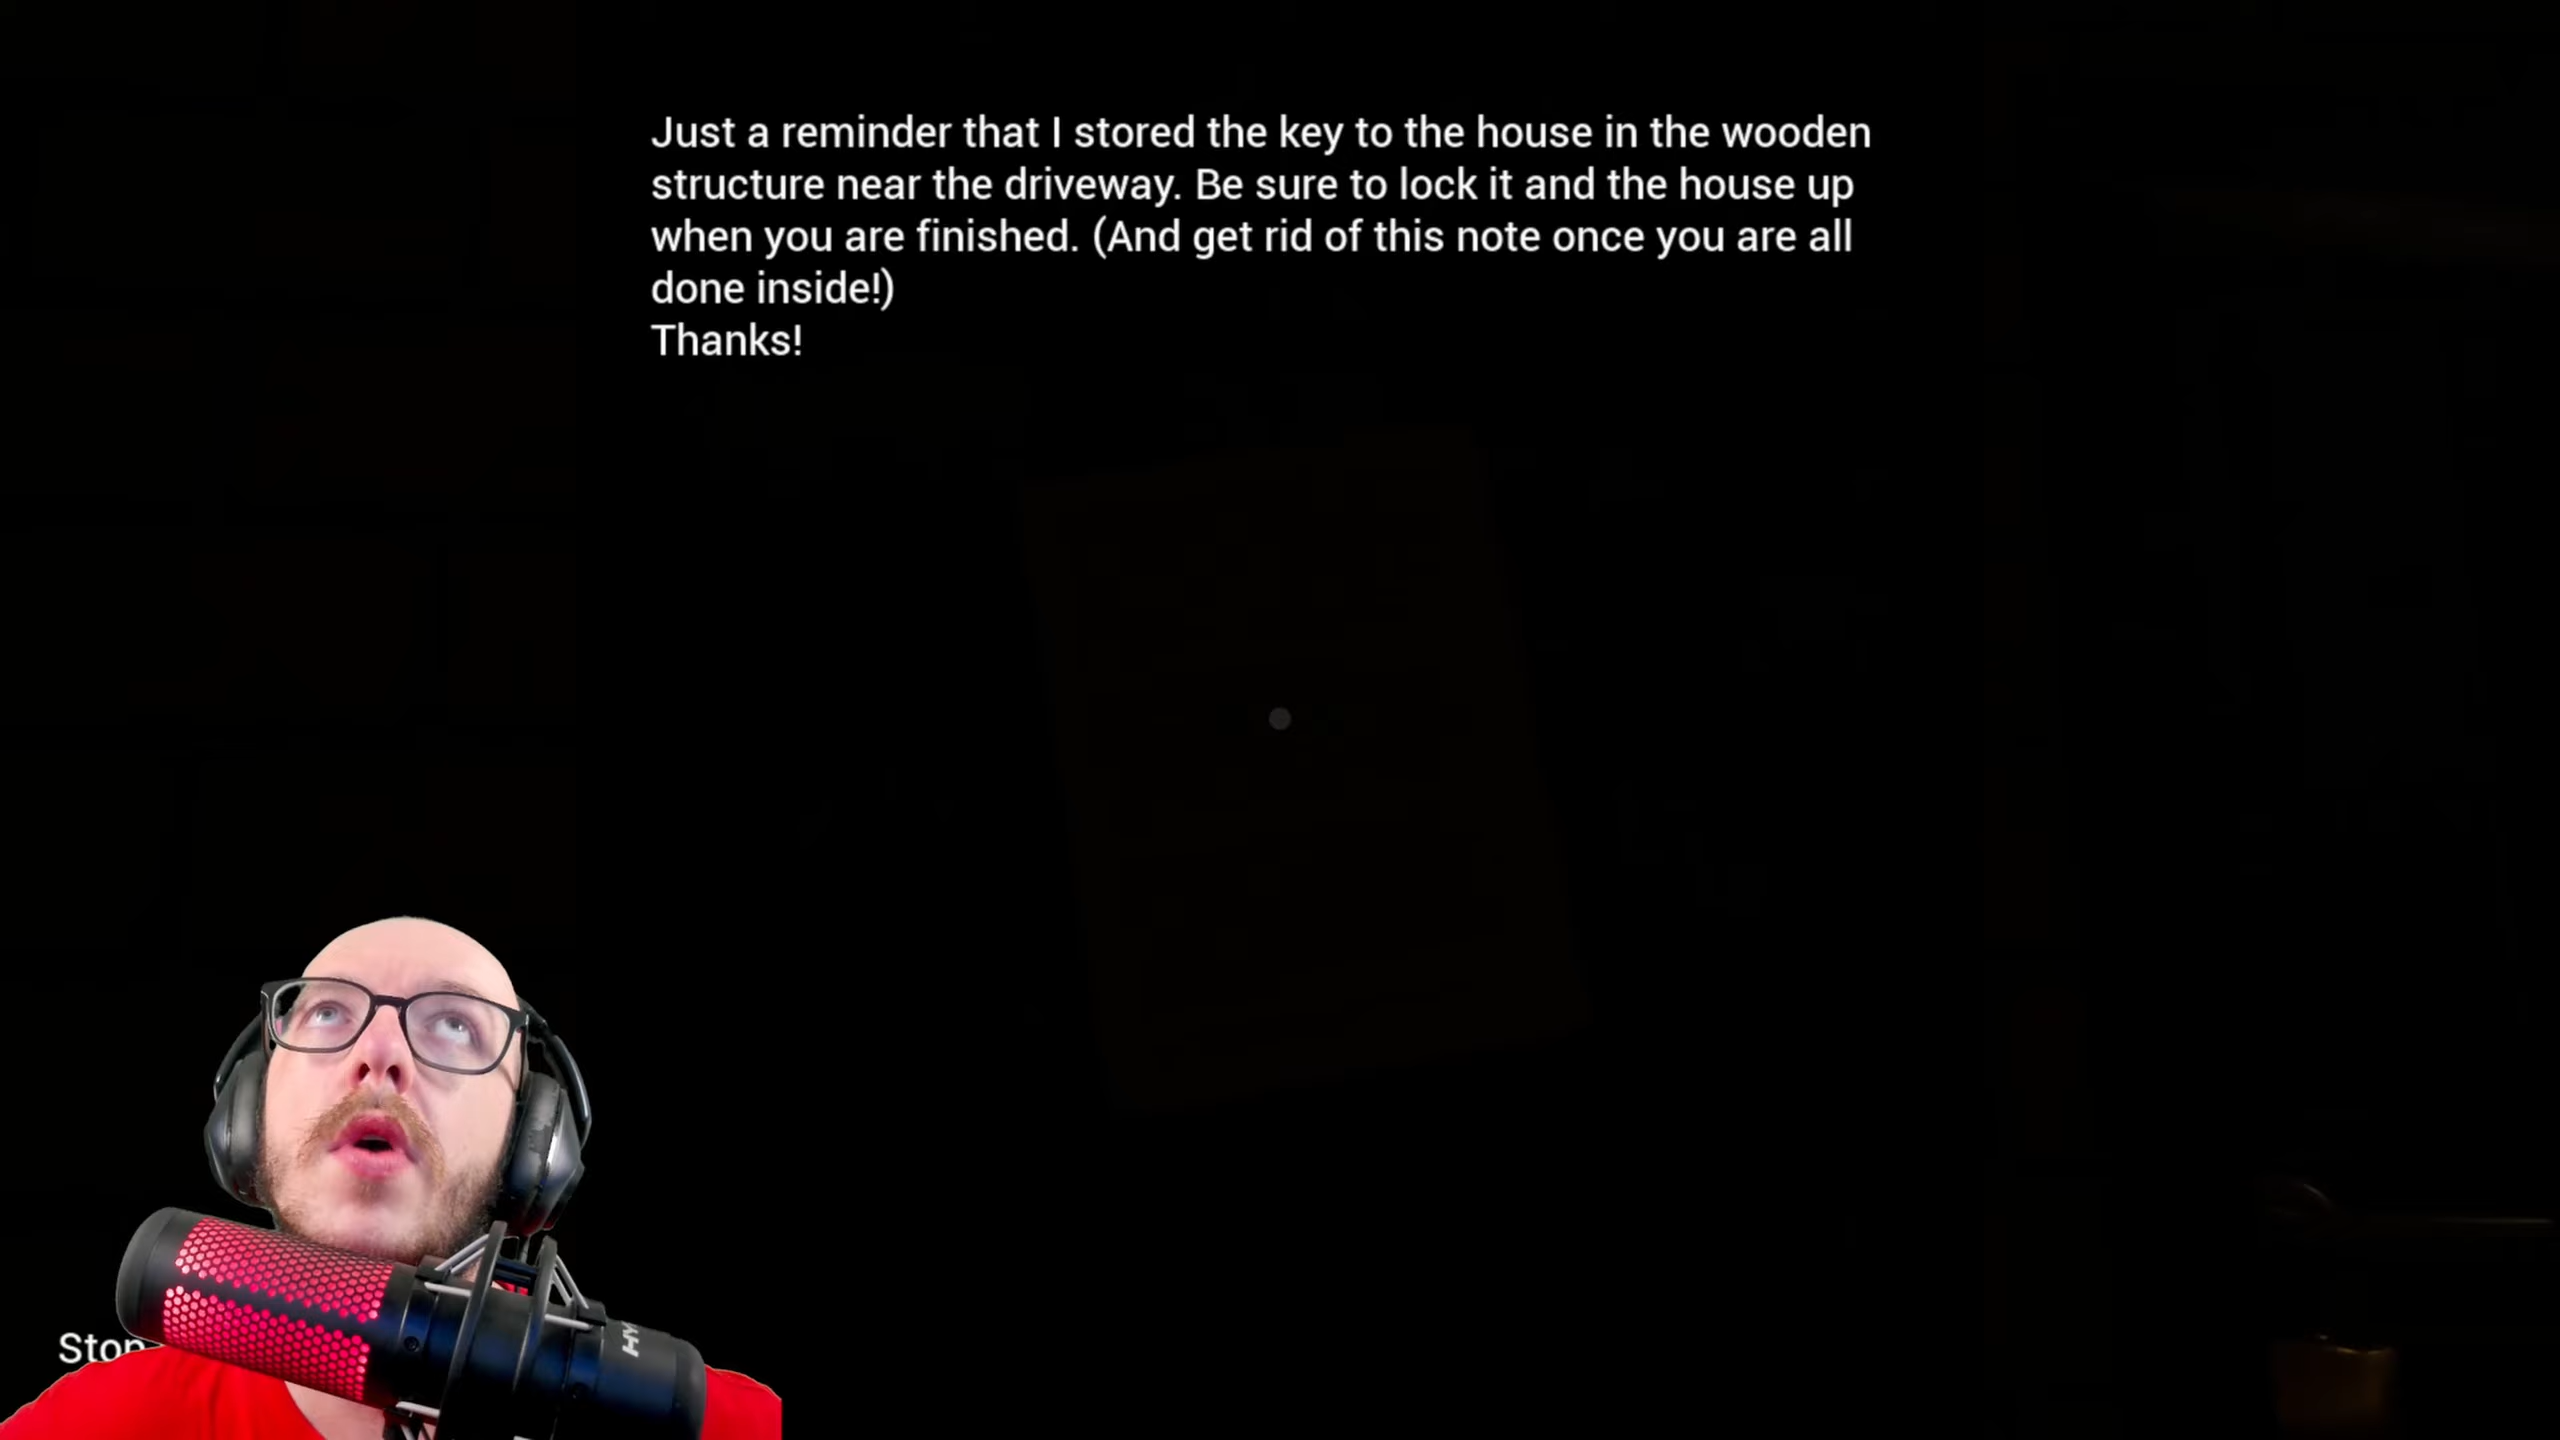 Just a reminder that I stored the key to the house in the wooden
structure near the driveway. Be sure to lock it and the house up
when you are finished. (And get rid of this note once you are all
done inside!)
Thanks!
Stop